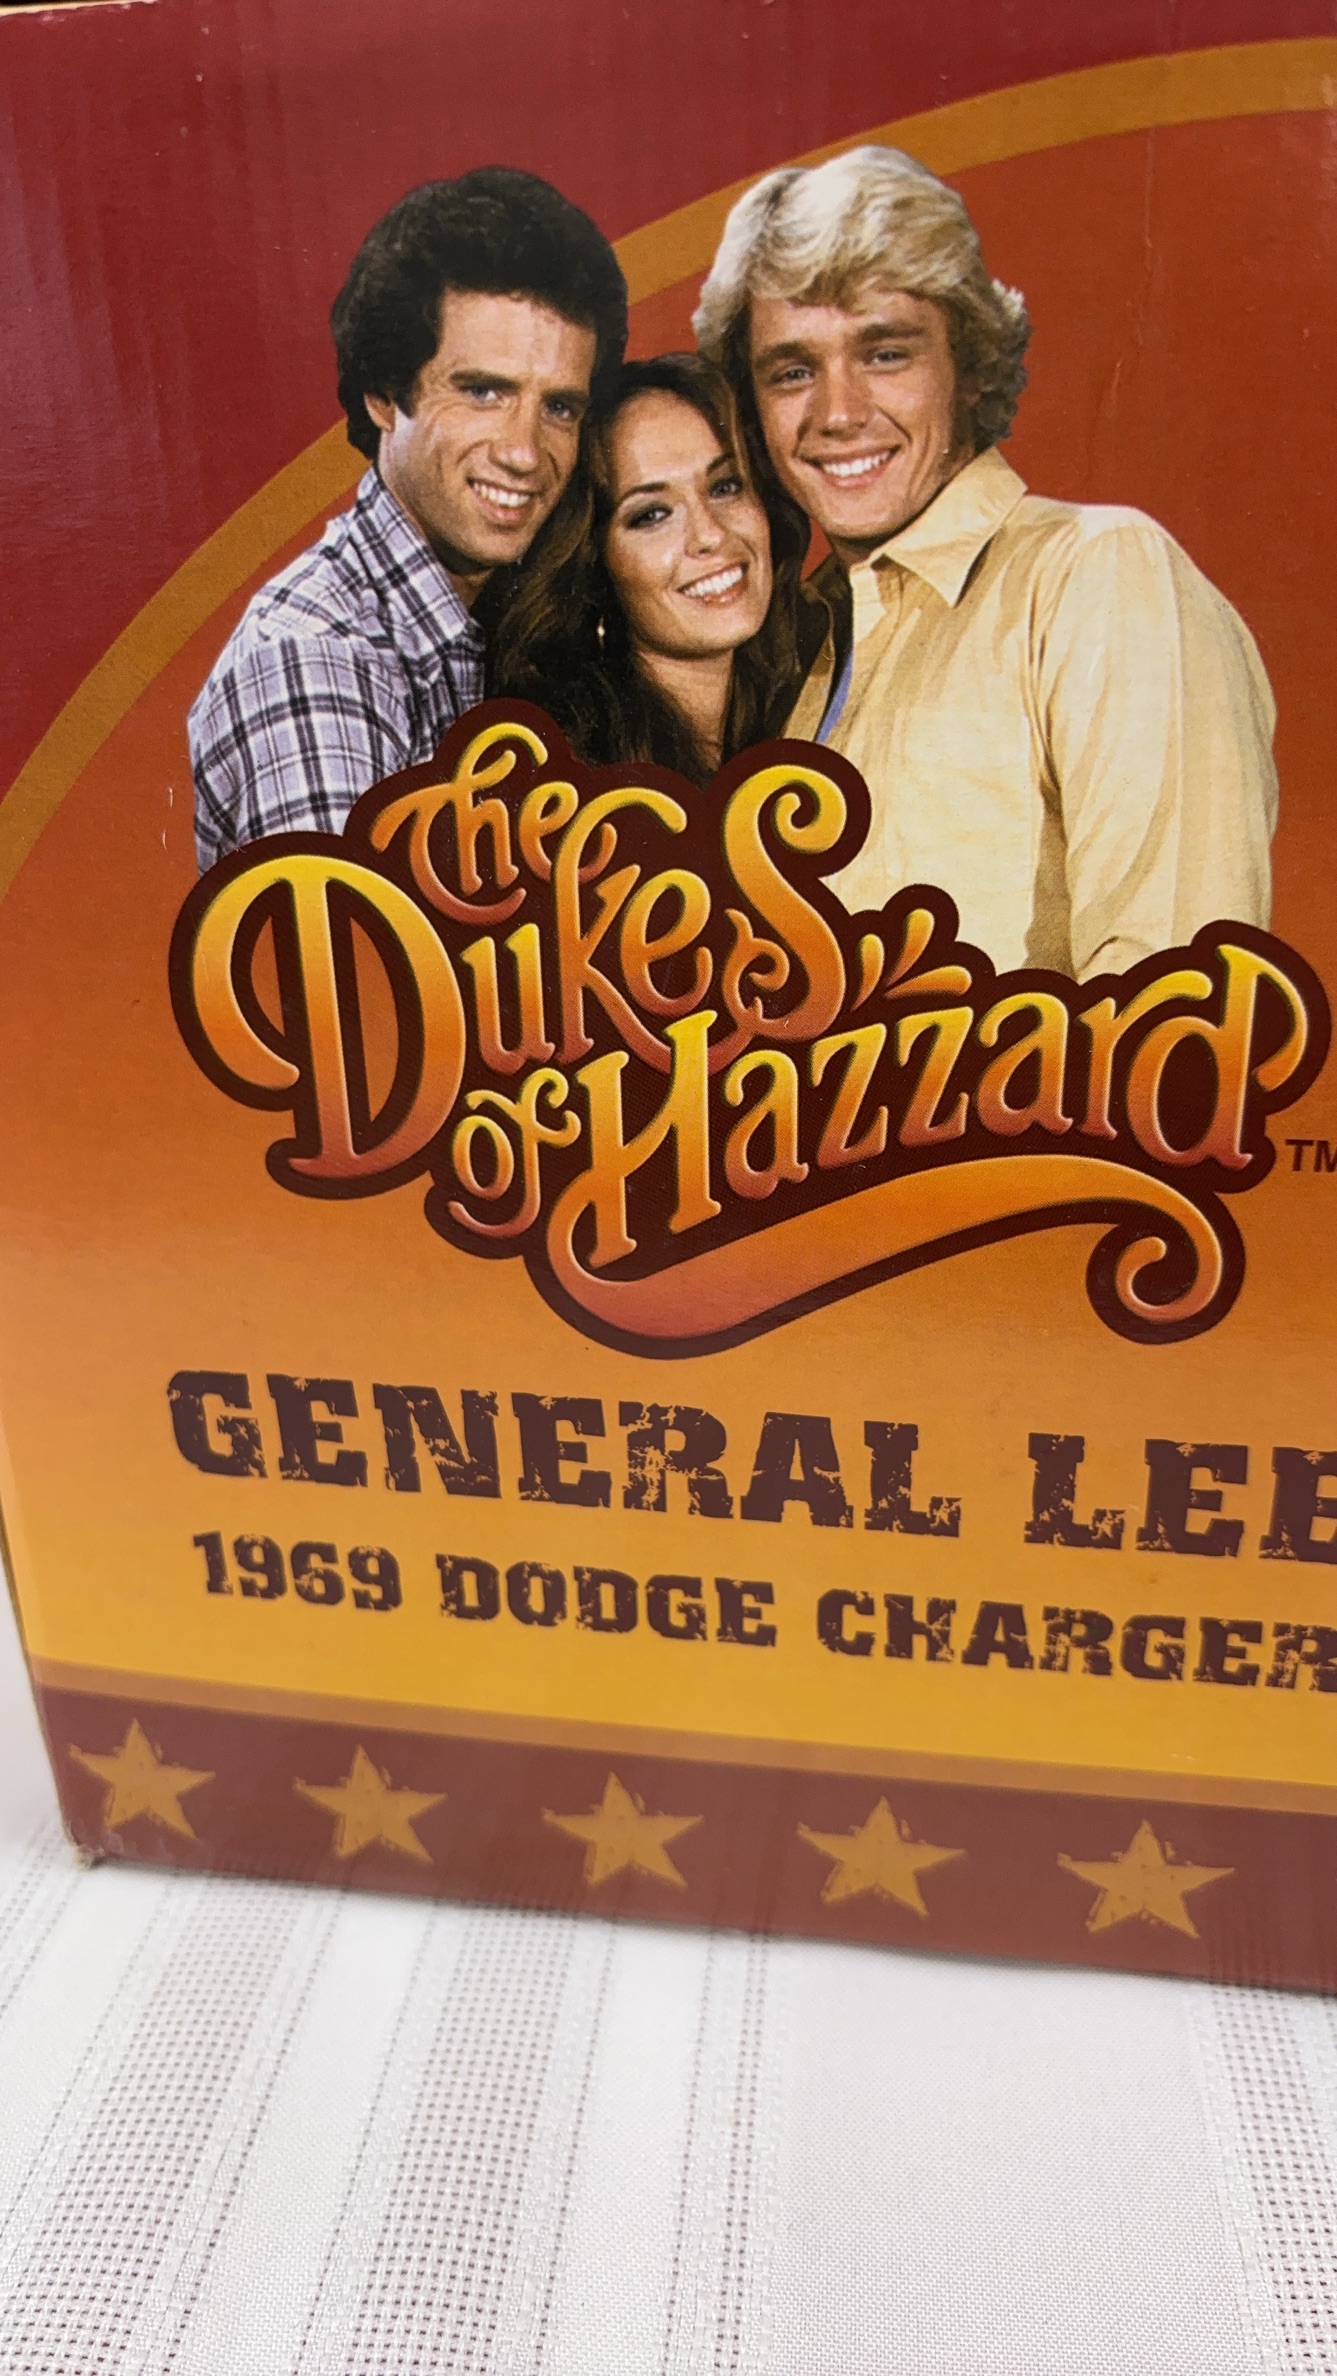 The
Dukes
of Hazzard TM
GENERAL LEE
1969 DODGE CHARGER